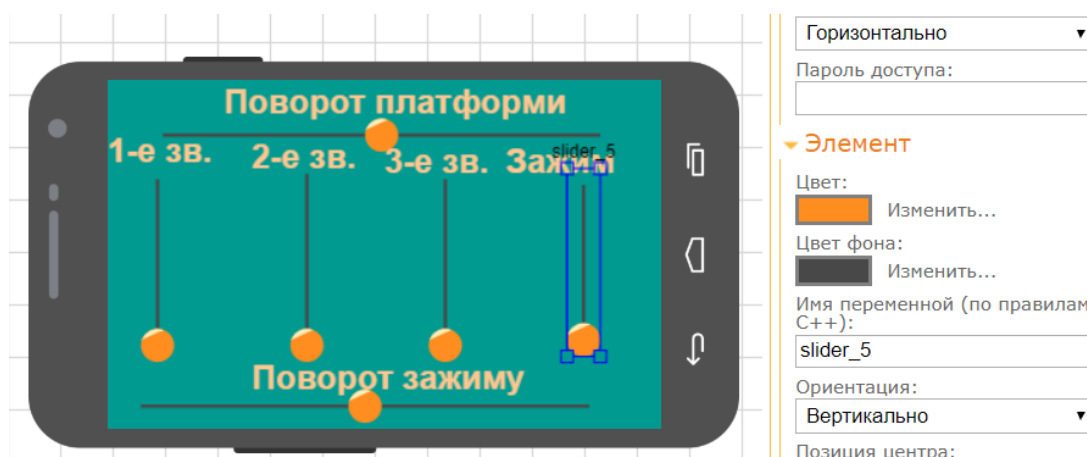 Поворот платформи
1-е зв. 2-е зв. 3-е зв. Зажим
slider_5
Поворот зажиму
Горизонтально
Пароль доступа:
Элемент
Цвет:
Изменить...
Цвет фона:
Изменить...
Имя переменной (по правилам
C++):
slider_5
Ориентация:
Вертикально
Позиция центра: